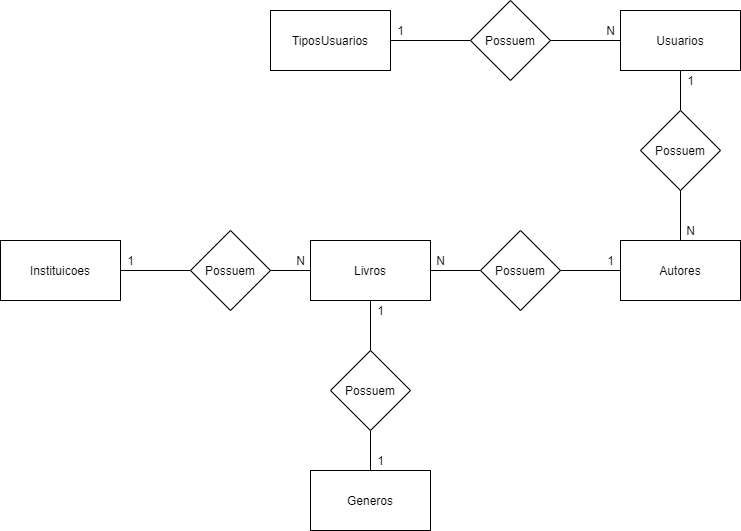 TiposUsuarios
1
Possuem
N
Usuarios
1
Possuem
N
Instituicoes
1
Possuem
N
Livros
N
Possuem
1
Autores
1
Possuem
1
Generos